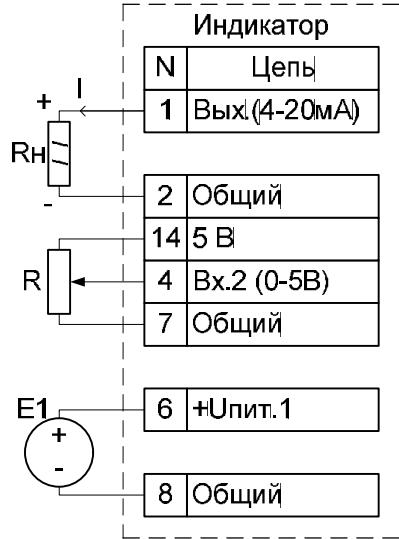 Индикатор
N Цепь
+ I
1 Вых.(4-20мА)
Rн
-
2 Общий
14 5 В
R 4 Вх.2 (0-5В)
7 Общий
E1 6 +Uпит.1
+
-
8 Общий